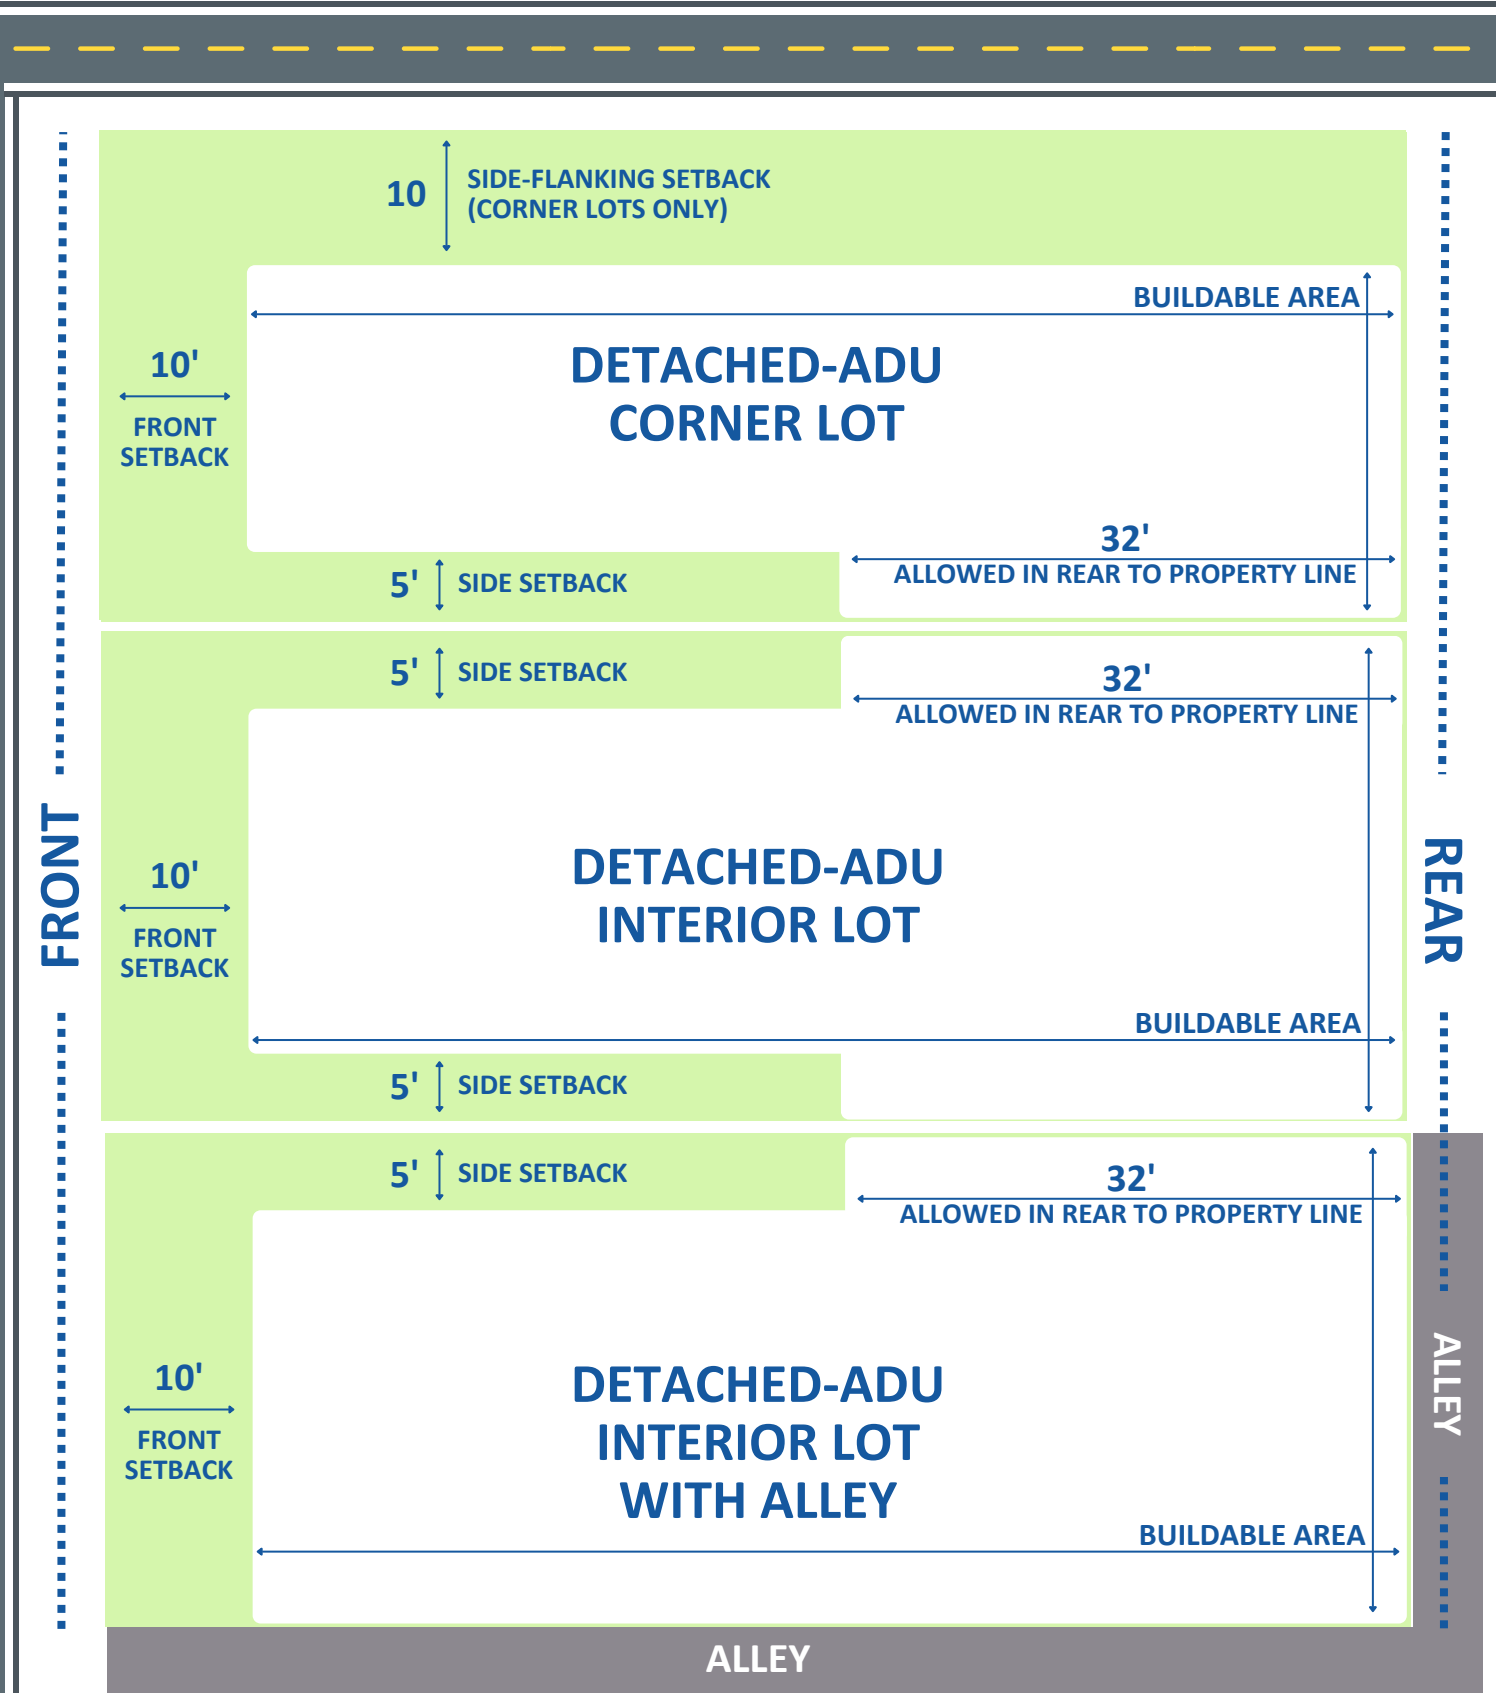 10
SIDE-FLANKING SETBACK
(CORNER LOTS ONLY)
BUILDABLE AREA
10'
FRONT
SETBACK
DETACHED-ADU
CORNER LOT
32'
ALLOWED IN REAR TO PROPERTY LINE
5'
SIDE SETBACK
5'
SIDE SETBACK
32'
ALLOWED IN REAR TO PROPERTY LINE
FRONT
10'
FRONT
SETBACK
DETACHED-ADU
INTERIOR LOT
REAR
BUILDABLE AREA
5'
SIDE SETBACK
5'
SIDE SETBACK
32'
ALLOWED IN REAR TO PROPERTY LINE
10'
FRONT
SETBACK
DETACHED-ADU
INTERIOR LOT
WITH ALLEY
ALLEY
BUILDABLE AREA
ALLEY